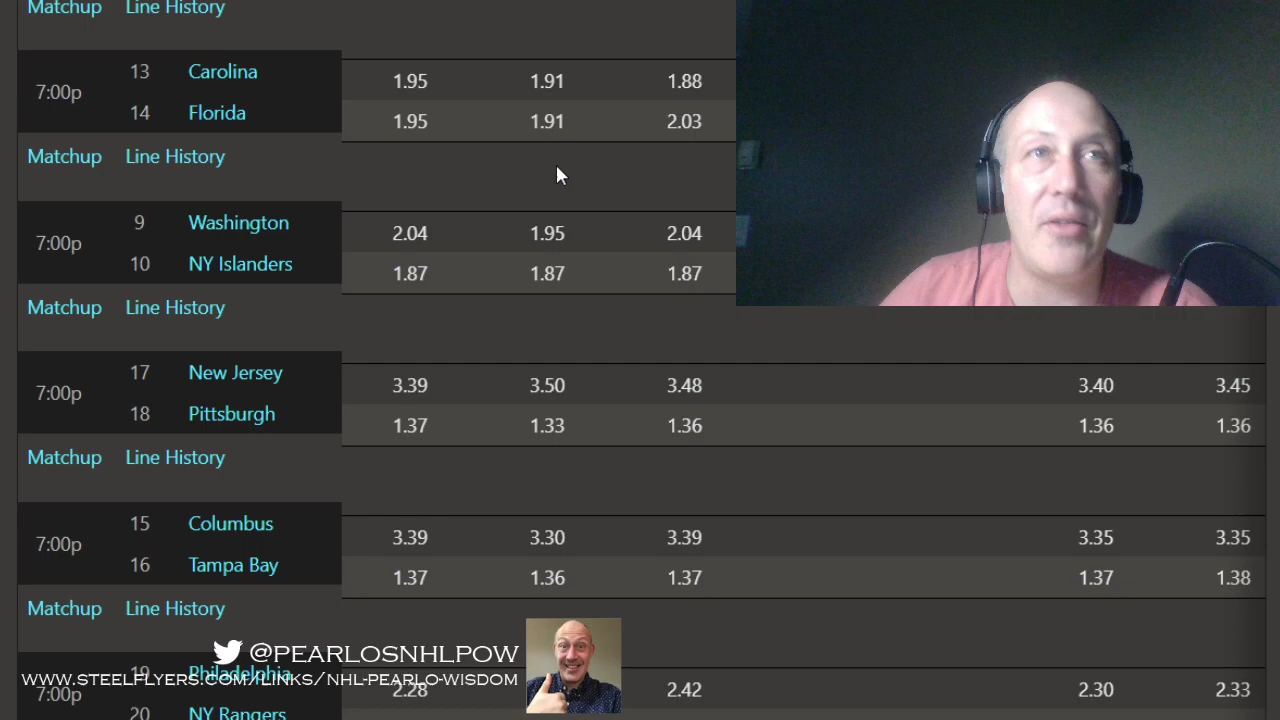 Matchup Line History
7:00p 13 Carolina 1.95 1.91 1.88
14 Florida 1.95 1.91 2.03
Matchup Line History
7:00p 9 Washington 2.04 1.95 2.04
10 NY Islanders 1.87 1.87 1.87
Matchup Line History
7:00p 17 New Jersey 3.39 3.50 3.48 3.40 3.45
18 Pittsburgh 1.37 1.33 1.36 1.36 1.36
Matchup Line History
7:00p 15 Columbus 3.39 3.30 3.39 3.35 3.35
16 Tampa Bay 1.37 1.36 1.37 1.37 1.38
Matchup Line History
@PEARLOSNHLPOW
WWW.STEELFLYERS.COM/LINKS/NHL-PEARLO-WISDOM
7:00p 19 Philadelphia 2.28 2.42 2.30 2.33
20 NY Rangers